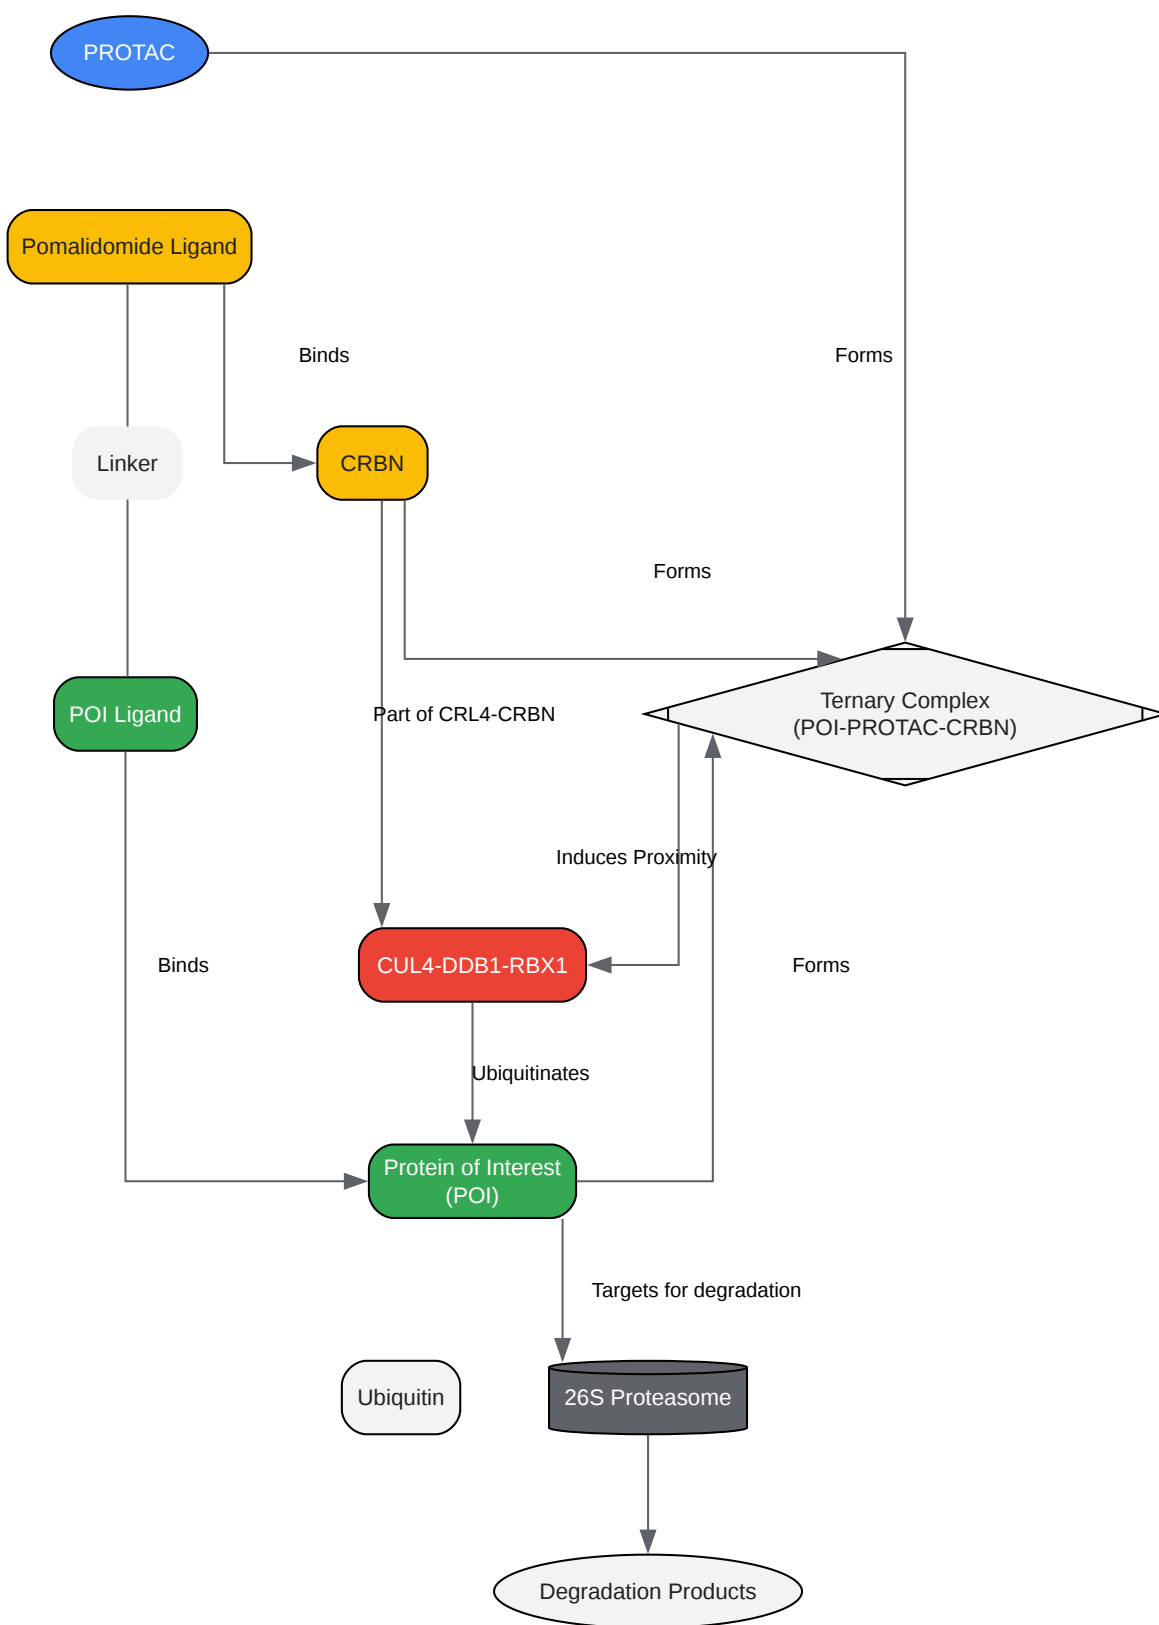 PROTAC
Pomalidomide Ligand
Binds
Forms
Linker
CRBN
Forms
Ternary Complex
(POI-PROTAC-CRBN)
POI Ligand
Part of CRL4-CRBN
Induces Proximity
Binds
CUL4-DDB1-RBX1
Forms
Ubiquitinates
Protein of Interest
(POI)
Targets for degradation
Ubiquitin
26S Proteasome
Degradation Products